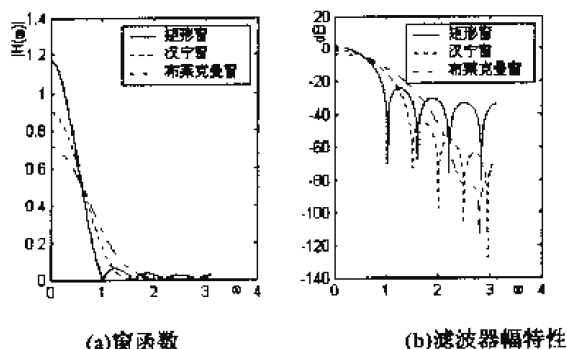 |H(ω)|
1.4
1.2
1
0.8
0.6
0.4
0.2
0
0
1
2
3
ω
4
矩形窗
汉宁窗
布莱克曼窗
(a)窗函数
dB
20
0
-20
-40
-60
-80
-100
-120
-140
0
1
2
3
ω
4
矩形窗
汉宁窗
布莱克曼窗
(b)滤波器幅特性